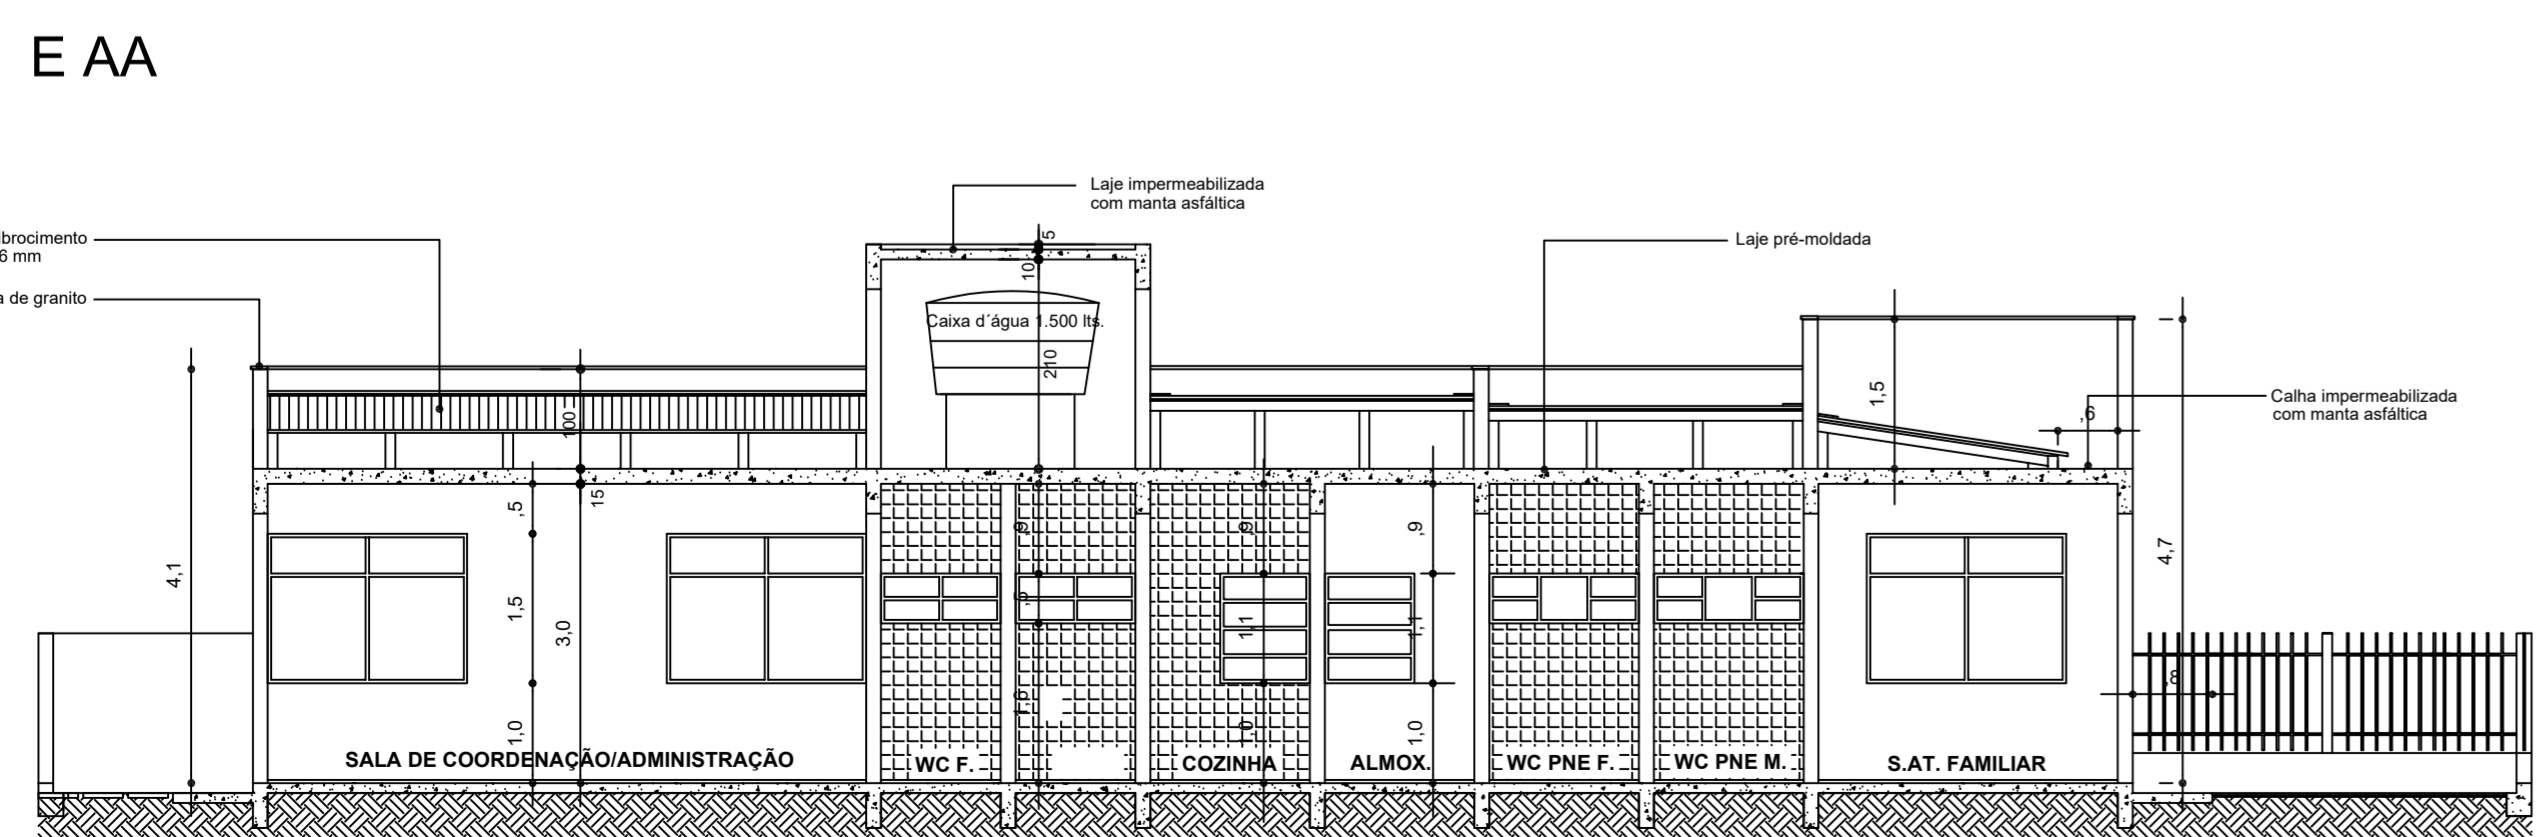 E AA
Laje impermeabilizada
com manta asfáltica
ibrocimento
6 mm
a de granito
Laje pré-moldada
Calha impermeabilizada
com manta asfáltica
Caixa d´água 1.500 lts.
5
10
210
100
15
1,5
,6
4,1
,5
1,5
3,0
1,0
,9
,5
1,6
,9
1,1
1,0
,9
1,1
1,0
4,7
,8
SALA DE COORDENAÇÃO/ADMINISTRAÇÃO
WC F.
COZINHA
ALMOX.
WC PNE F.
WC PNE M.
S.AT. FAMILIAR